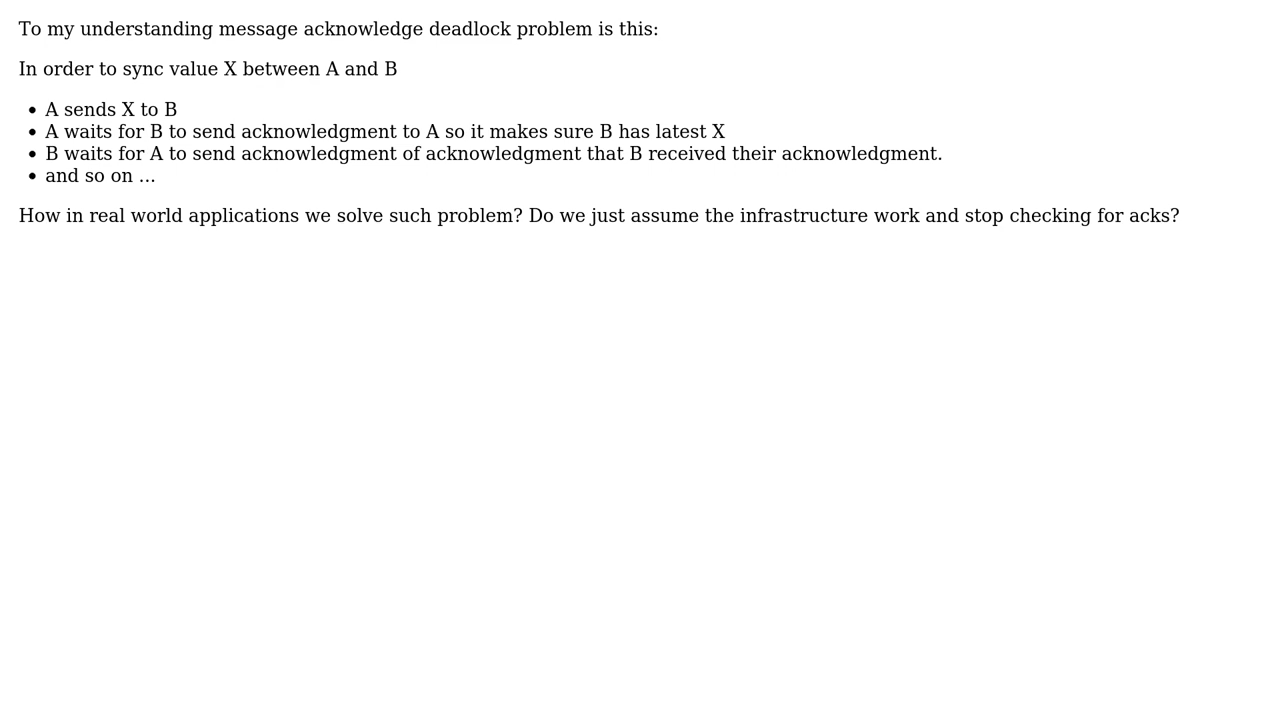 To my understanding message acknowledge deadlock problem is this:
In order to sync value X between A and B
• A sends X to B
• A waits for B to send acknowledgment to A so it makes sure B has latest X
• B waits for A to send acknowledgment of acknowledgment that B received their acknowledgment.
• and so on ...
How in real world applications we solve such problem? Do we just assume the infrastructure work and stop checking for acks?